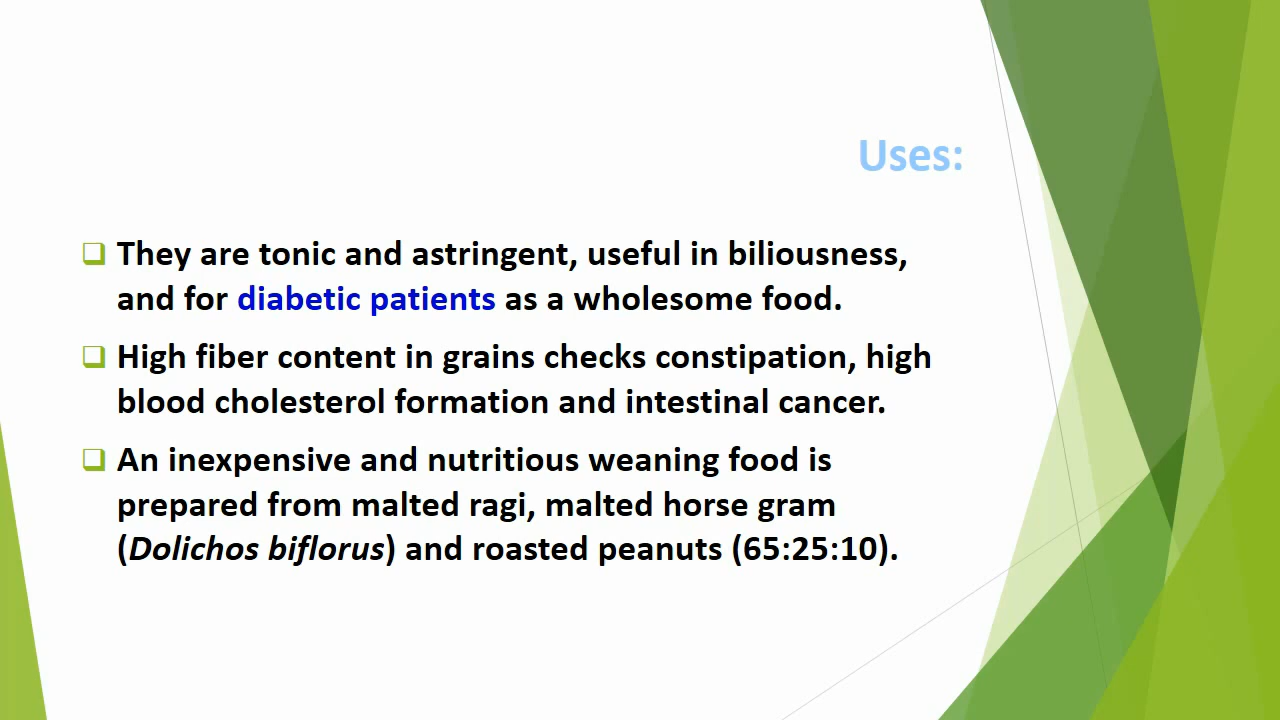 Uses:
They are tonic and astringent, useful in biliousness,
and for diabetic patients as a wholesome food.
High fiber content in grains checks constipation, high
blood cholesterol formation and intestinal cancer.
An inexpensive and nutritious weaning food is
prepared from malted ragi, malted horse gram
(Dolichos biflorus) and roasted peanuts (65:25:10).